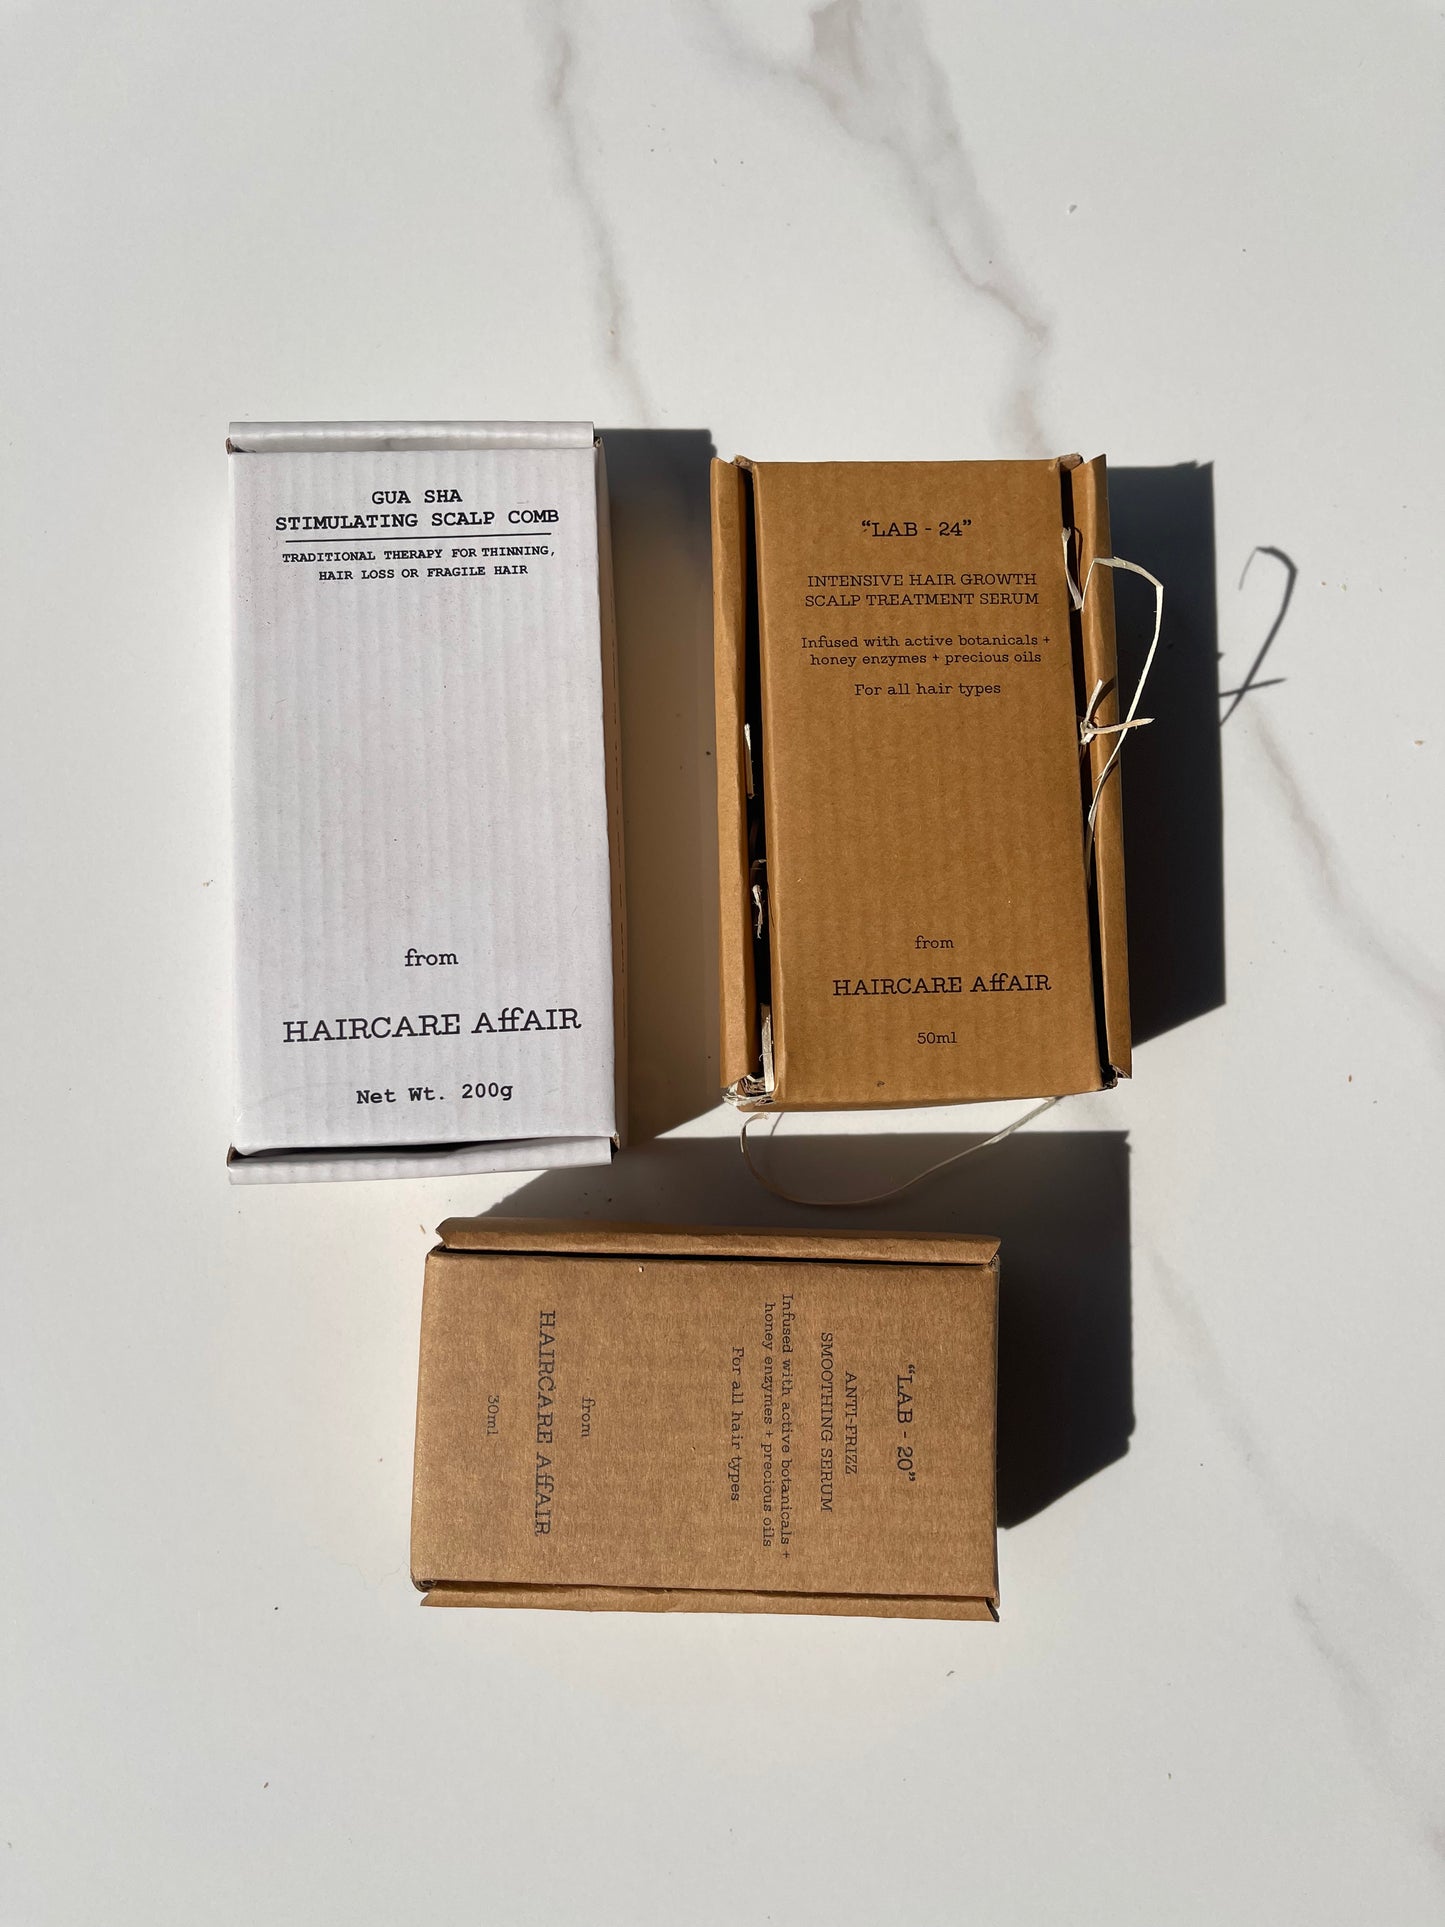 GUA SHA
STIMULATING SCALP COMB
TRADITIONAL THERAPY FOR THINNING,
HAIR LOSS OR FRAGILE HAIR
from
HAIRCARE AffAIR
Net Wt. 200g
“LAB - 24”
INTENSIVE HAIR GROWTH
SCALP TREATMENT SERUM
Infused with active botanicals +
honey enzymes + precious oils
For all hair types
from
HAIRCARE AffAIR
50ml
“LAB - 20”
ANTI-FRIZZ
SMOOTHING SERUM
Infused with active botanicals +
honey enzymes + precious oils
For all hair types
from
HAIRCARE AffAIR
30ml